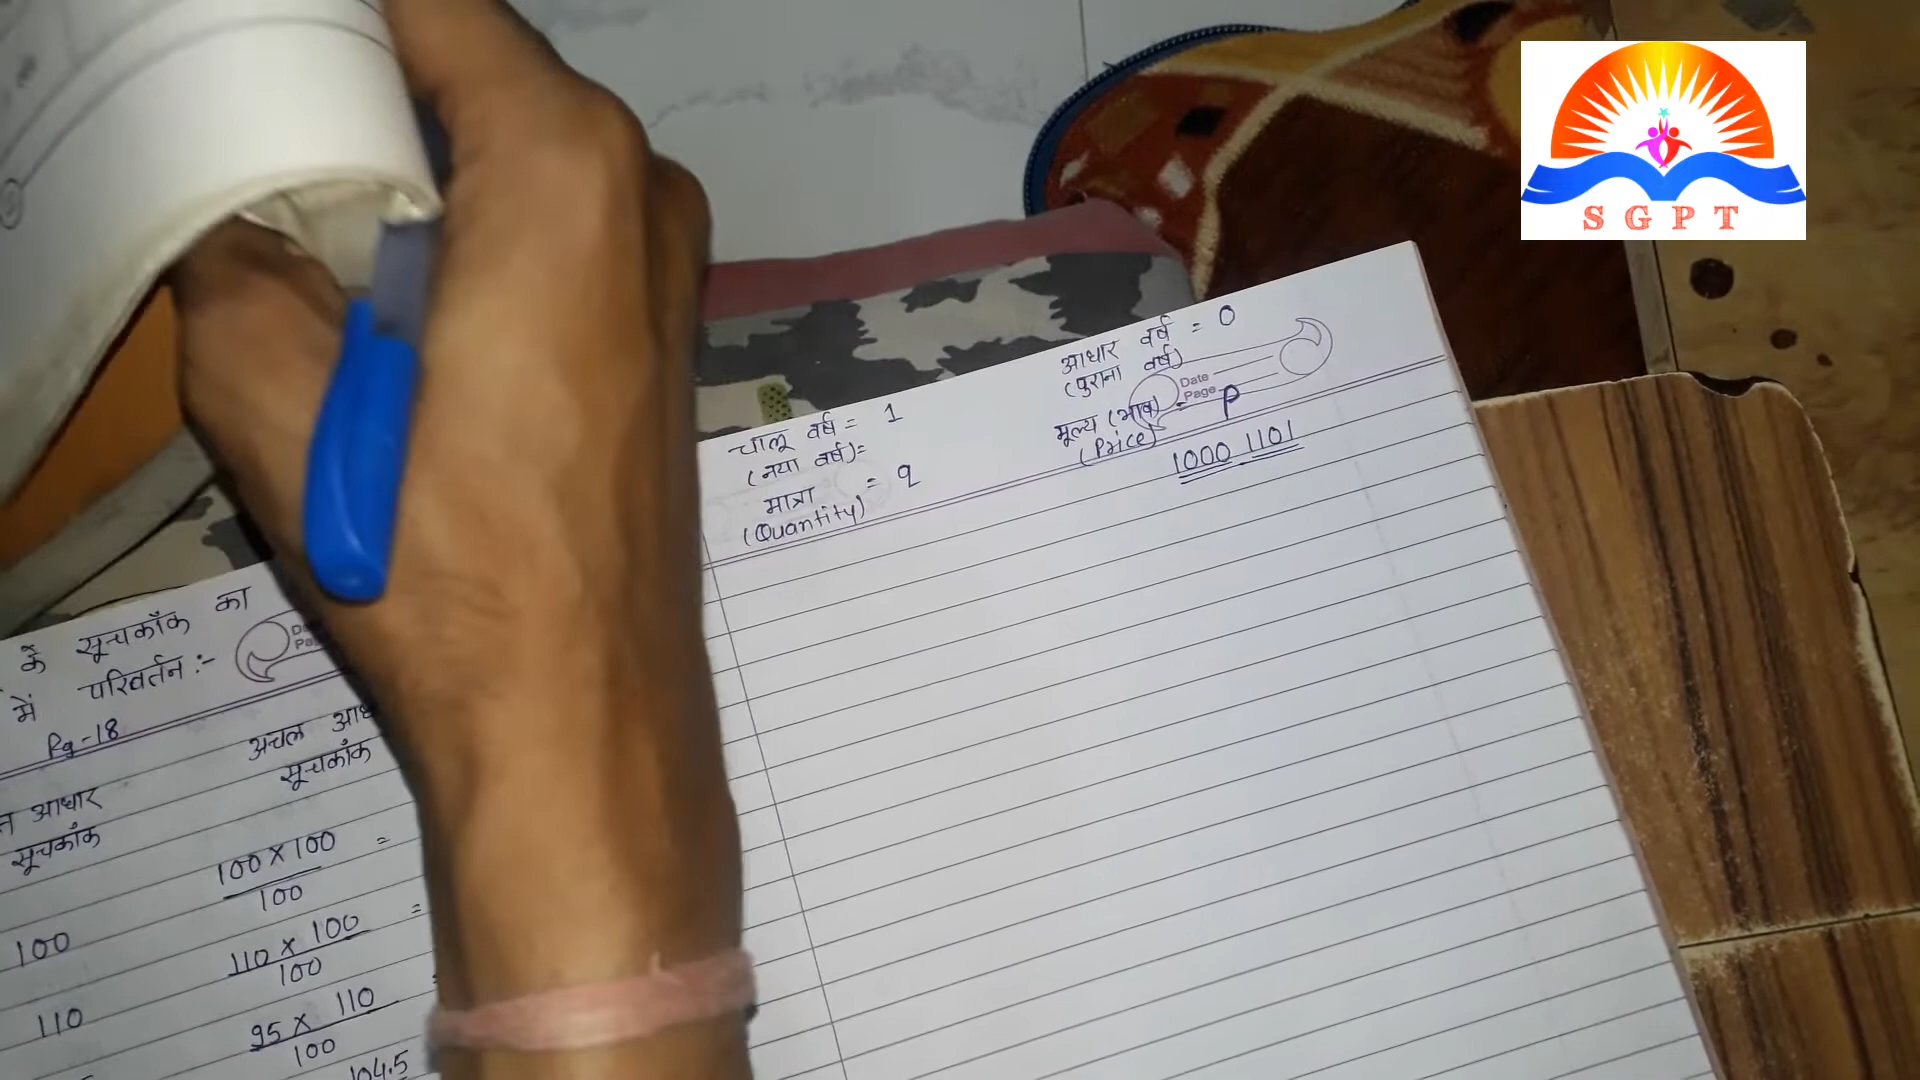 SGPT
के सूचकाँक का
में परिवर्तन :-
Pg-18
अचल
सूचकाँक
आधार
सूचकाँक
100
100 x 100 =
100
110
110 x 100 =
100
95 x 110
100
104.5
चालू वर्ष = 1
(नया वर्ष)=
मात्रा = q
(Quantity)
आधार वर्ष = 0
(पुराना वर्ष)
Date
Page
मूल्य (भाव) = P
(Price)
1000 1101